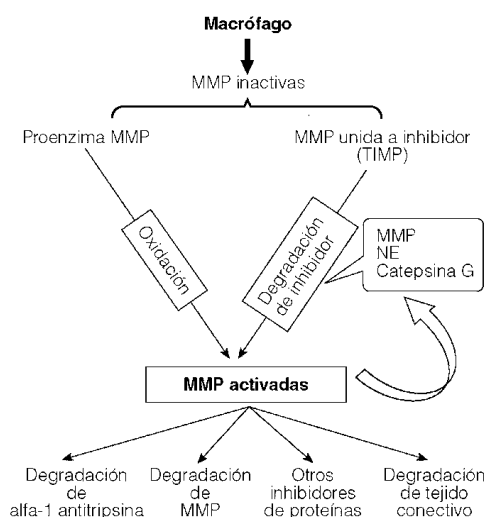 Macrófago
MMP inactivas
Proenzima MMP
MMP unida a inhibidor
(TIMP)
Oxidación
Degradación
de inhibidor
MMP
NE
Catepsina G
MMP activadas
Degradación
de
alfa-1 antitripsina
Degradación
de
MMP
Otros
inhibidores
de proteínas
Degradación
de tejido
conectivo